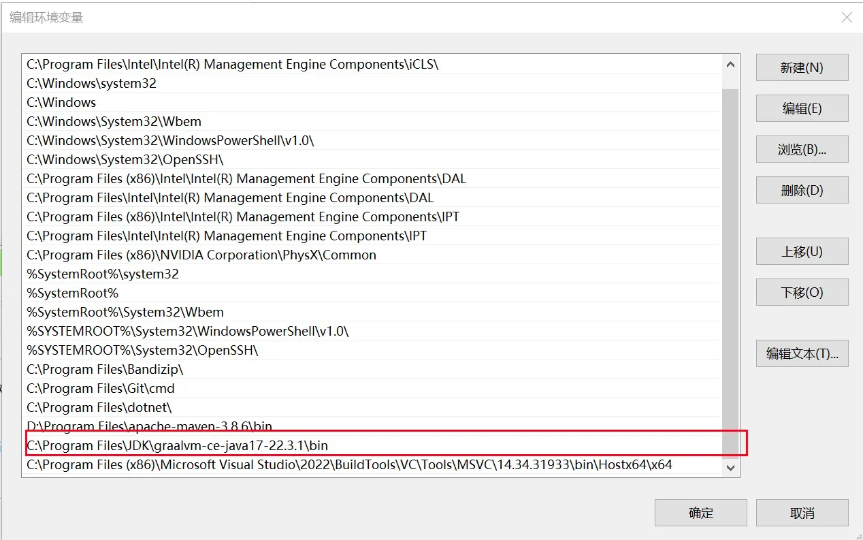 编辑环境变量
C:\Program Files\Intel\Intel(R) Management Engine Components\iCLS\
C:\Windows\system32
C:\Windows
C:\Windows\System32\Wbem
C:\Windows\System32\WindowsPowerShell\v1.0\
C:\Windows\System32\OpenSSH\
C:\Program Files (x86)\Intel\Intel(R) Management Engine Components\DAL
C:\Program Files\Intel\Intel(R) Management Engine Components\DAL
C:\Program Files (x86)\Intel\Intel(R) Management Engine Components\IPT
C:\Program Files\Intel\Intel(R) Management Engine Components\IPT
C:\Program Files (x86)\NVIDIA Corporation\PhysX\Common
%SystemRoot%\system32
%SystemRoot%
%SystemRoot%\System32\Wbem
%SYSTEMROOT%\System32\WindowsPowerShell\v1.0\
%SYSTEMROOT%\System32\OpenSSH\
C:\Program Files\Bandizip\
C:\Program Files\Git\cmd
C:\Program Files\dotnet\
D:\Program Files\apache-maven-3.8.6\bin
C:\Program Files\JDK\graalvm-ce-java17-22.3.1\bin
C:\Program Files (x86)\Microsoft Visual Studio\2022\BuildTools\VC\Tools\MSVC\14.34.31933\bin\Hostx64\x64
新建(N)
编辑(E)
浏览(B)...
删除(D)
上移(U)
下移(O)
编辑文本(T)...
确定
取消